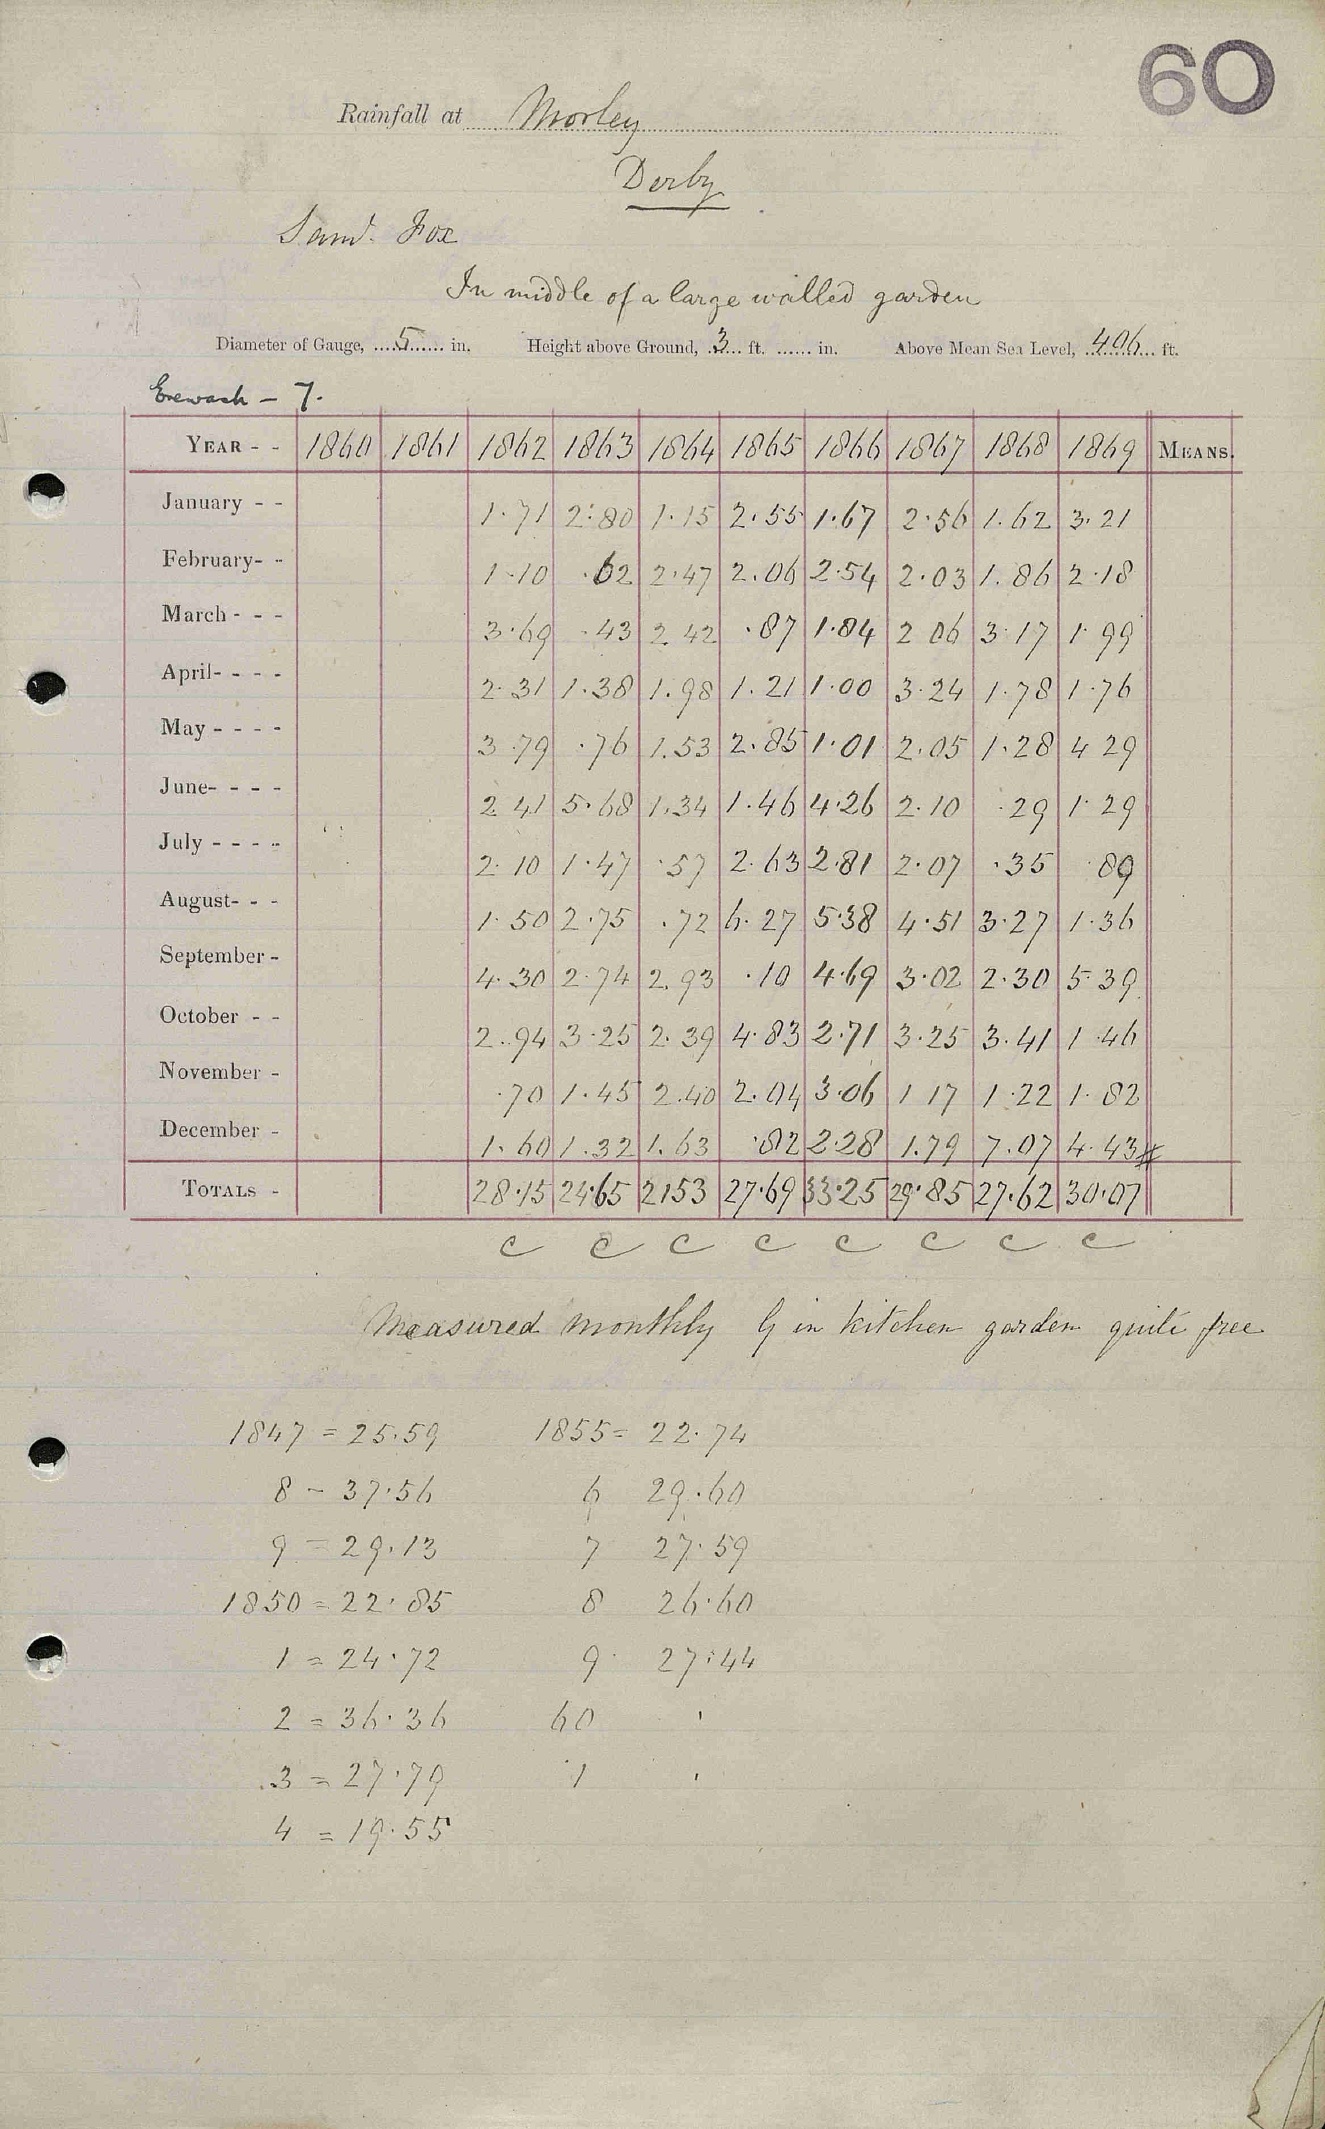 60
Rainfall at Morley
Derby
Saml. Fox
In middle of a large walled garden
Diameter of Gauge, 5 in. Height above Ground, 3 ft. in. Above Mean Sea Level, 406 ft.
Erewash - 7.
YEAR - - 1860 1861 1862 1863 1864 1865 1866 1867 1868 1869 MEANS.
January - - 1.71 2.80 1.15 2.55 1.67 2.56 1.62 3.21
February- - 1.10 .62 2.47 2.06 2.54 2.03 1.86 2.18
March - - - 3.69 .43 2.42 .87 1.84 2.06 3.17 1.99
April- - - - 2.31 1.38 1.98 1.21 1.00 3.24 1.78 1.76
May - - - - 3.79 .76 1.53 2.85 1.01 2.05 1.28 4.29
June- - - - 2.41 5.68 1.34 1.46 4.26 2.10 .29 1.29
July - - - - 2.10 1.47 .57 2.63 2.81 2.07 .35 .89
August- - - 1.50 2.75 .72 6.27 5.38 4.51 3.27 1.36
September - 4.30 2.74 2.93 .10 4.69 3.02 2.30 5.39
October - - 2.94 3.25 2.39 4.83 2.71 3.25 3.41 1.46
November - .70 1.45 2.40 2.04 3.06 1.17 1.22 1.82
December - 1.60 1.32 1.63 .82 2.28 1.79 7.07 4.43#
TOTALS - 28.15 24.65 21.53 27.69 33.25 29.85 27.62 30.07
c c c c c c c c
Measured monthly G in kitchen garden quite free
1847 = 25.59 1855 = 22.74
8 - 37.56 6 29.60
9 = 29.13 7 27.59
1850 = 22.85 8 26.60
1 = 24.72 9 27.44
2 = 36.36 60 .
3 = 27.79 1 .
4 = 19.55